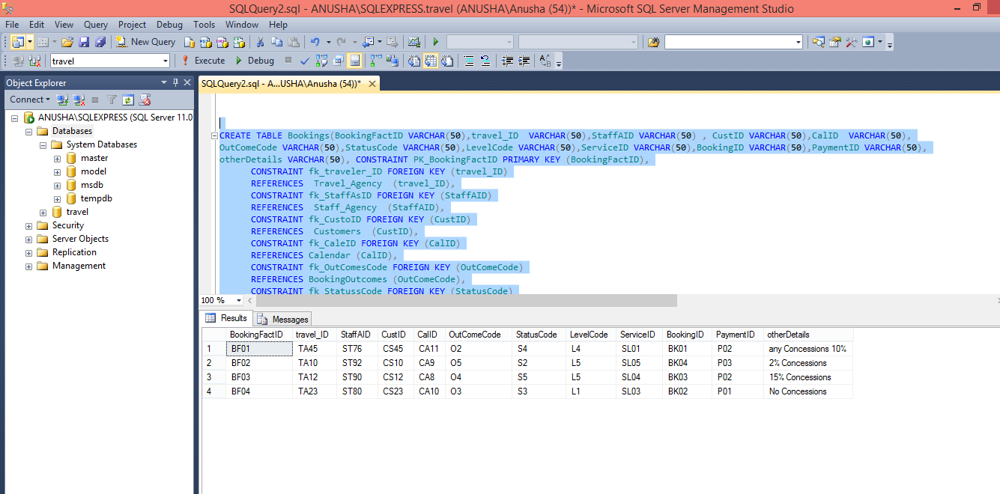 SQLQuery2.sql - ANUSHA\SQLEXPRESS.travel (ANUSHA\Anusha (54))* - Microsoft SQL Server Management Studio
File Edit View Query Project Debug Tools Window Help
New Query
travel Execute Debug
Object Explorer
Connect
ANUSHA\SQLEXPRESS (SQL Server 11.0
Databases
System Databases
master
model
msdb
tempdb
travel
Security
Server Objects
Replication
Management
SQLQuery2.sql - A...USHA\Anusha (54))*
CREATE TABLE Bookings(BookingFactID VARCHAR(50),travel_ID  VARCHAR(50),StaffAID VARCHAR(50) , CustID VARCHAR(50),CalID  VARCHAR(50),
OutComeCode VARCHAR(50),StatusCode VARCHAR(50),LevelCode VARCHAR(50),ServiceID VARCHAR(50),BookingID VARCHAR(50),PaymentID VARCHAR(50),
otherDetails VARCHAR(50), CONSTRAINT PK_BookingFactID PRIMARY KEY (BookingFactID),
CONSTRAINT fk_traveler_ID FOREIGN KEY (travel_ID)
REFERENCES  Travel_Agency  (travel_ID),
CONSTRAINT fk_StaffAsID FOREIGN KEY (StaffAID)
REFERENCES  Staff_Agency  (StaffAID),
CONSTRAINT fk_CustoID FOREIGN KEY (CustID)
REFERENCES  Customers  (CustID),
CONSTRAINT fk_CaleID FOREIGN KEY (CalID)
REFERENCES Calendar (CalID),
CONSTRAINT fk_OutComesCode FOREIGN KEY (OutComeCode)
REFERENCES BookingOutcomes (OutComeCode),
CONSTRAINT fk_StatussCode FOREIGN KEY (StatusCode)
100 %
Results Messages
BookingFactID travel_ID StaffAID CustID CalID OutComeCode StatusCode LevelCode ServiceID BookingID PaymentID otherDetails
1 BF01 TA45 ST76 CS45 CA11 O2 S4 L4 SL01 BK01 P02 any Concessions 10%
2 BF02 TA10 ST92 CS10 CA9 O5 S2 L5 SL05 BK04 P03 2% Concessions
3 BF03 TA12 ST90 CS12 CA8 O4 S5 L5 SL04 BK03 P02 15% Concessions
4 BF04 TA23 ST80 CS23 CA10 O3 S3 L1 SL03 BK02 P01 No Concessions